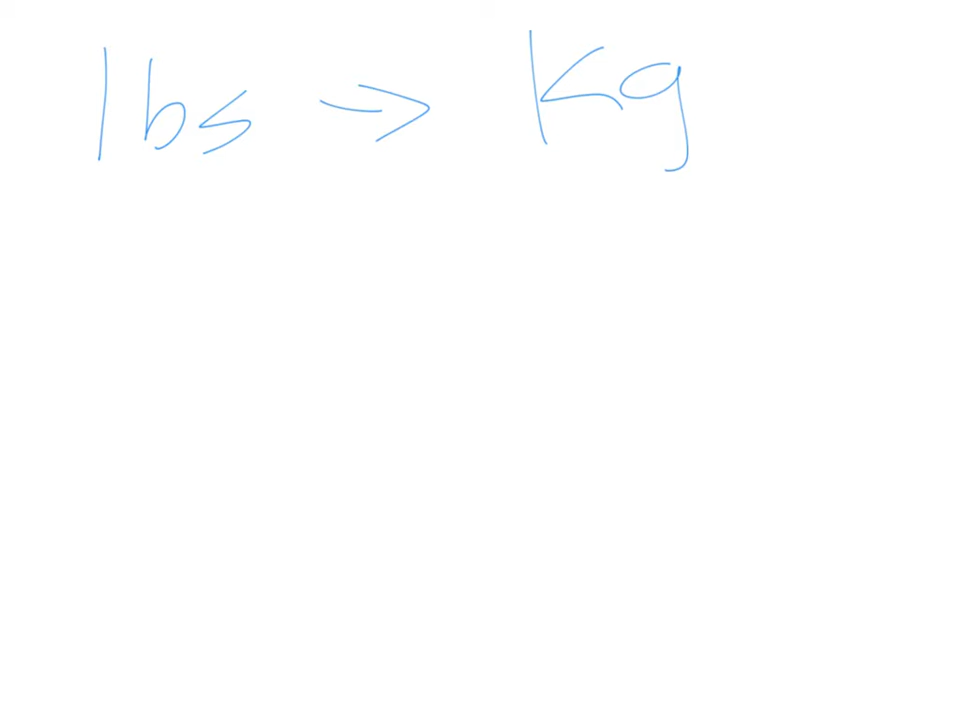 lbs → kg